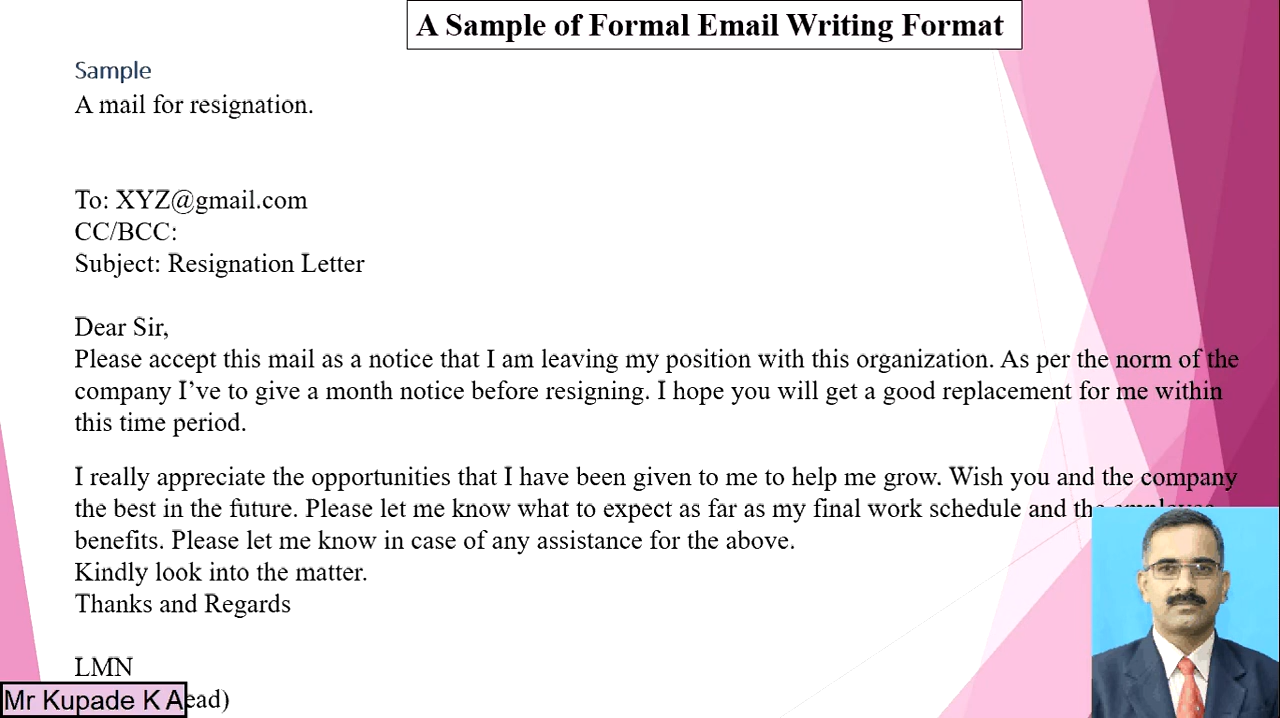 A Sample of Formal Email Writing Format
Sample
A mail for resignation.
To: XYZ@gmail.com
CC/BCC:
Subject: Resignation Letter
Dear Sir,
Please accept this mail as a notice that I am leaving my position with this organization. As per the norm of the
company I’ve to give a month notice before resigning. I hope you will get a good replacement for me within
this time period.
I really appreciate the opportunities that I have been given to me to help me grow. Wish you and the company
the best in the future. Please let me know what to expect as far as my final work schedule and the
benefits. Please let me know in case of any assistance for the above.
Kindly look into the matter.
Thanks and Regards
LMN
Mr Kupade K A